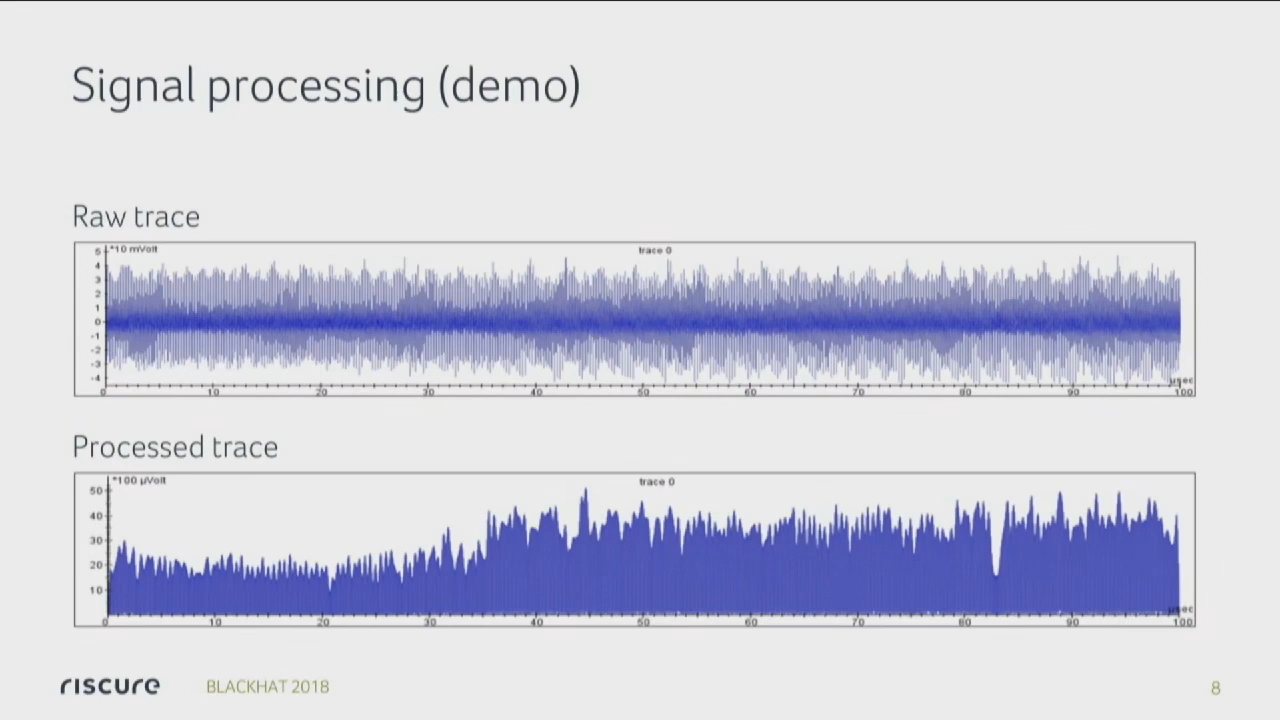 Signal processing (demo)
Raw trace
*10 mVolt
trace 0
5
4
3
2
1
0
-1
-2
-3
-4
µsec
0 10 20 30 40 50 60 70 80 90 100
Processed trace
*100 µVolt
trace 0
50
40
30
20
10
µsec
0 10 20 30 40 50 60 70 80 90 100
riscure BLACKHAT 2018 8